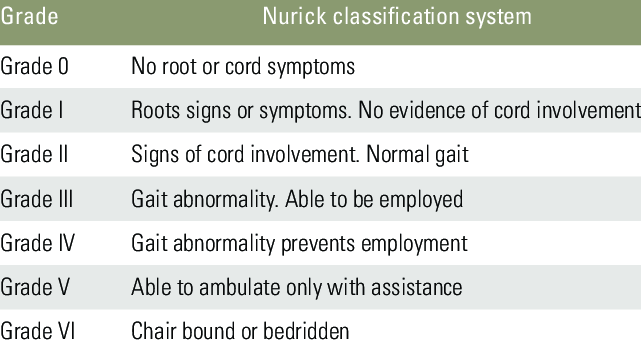 Grade Nurick classification system
Grade 0 No root or cord symptoms
Grade I Roots signs or symptoms. No evidence of cord involvement
Grade II Signs of cord involvement. Normal gait
Grade III Gait abnormality. Able to be employed
Grade IV Gait abnormality prevents employment
Grade V Able to ambulate only with assistance
Grade VI Chair bound or bedridden